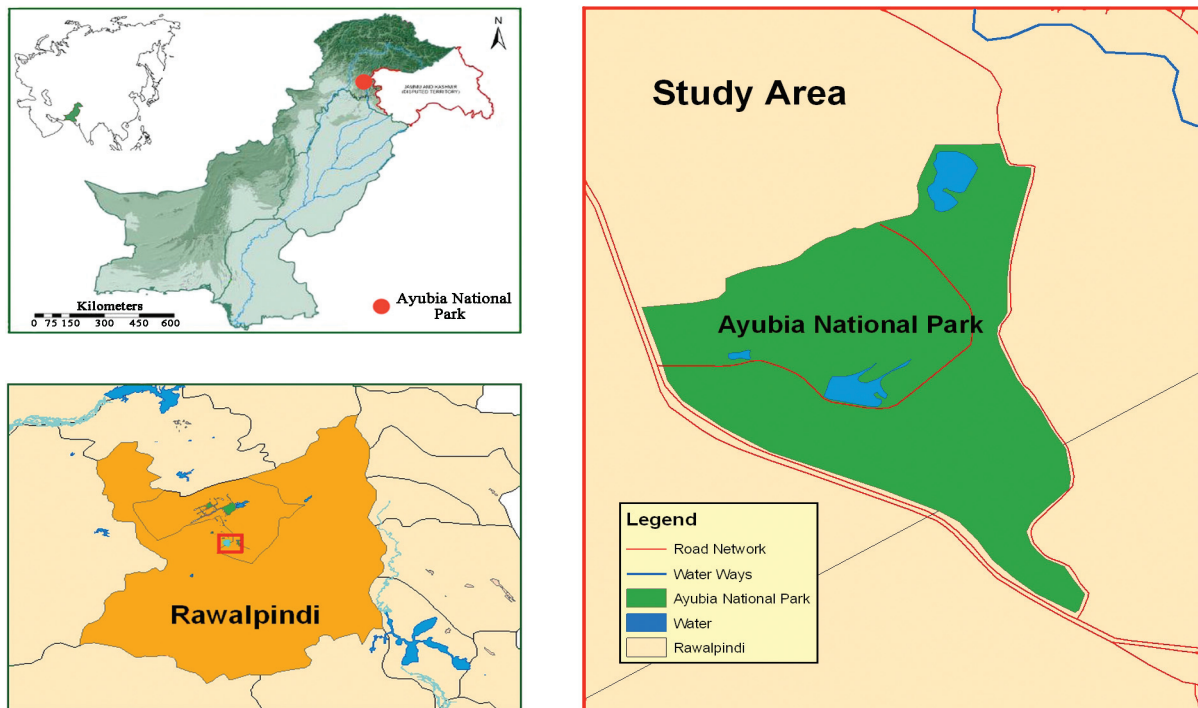 N
JAMMU AND KASHMIR
(DISPUTED TERRITORY)
Kilometers
0 75 150 300 450 600
Ayubia National
Park
Rawalpindi
Study Area
Ayubia National Park
Legend
Road Network
Water Ways
Ayubia National Park
Water
Rawalpindi